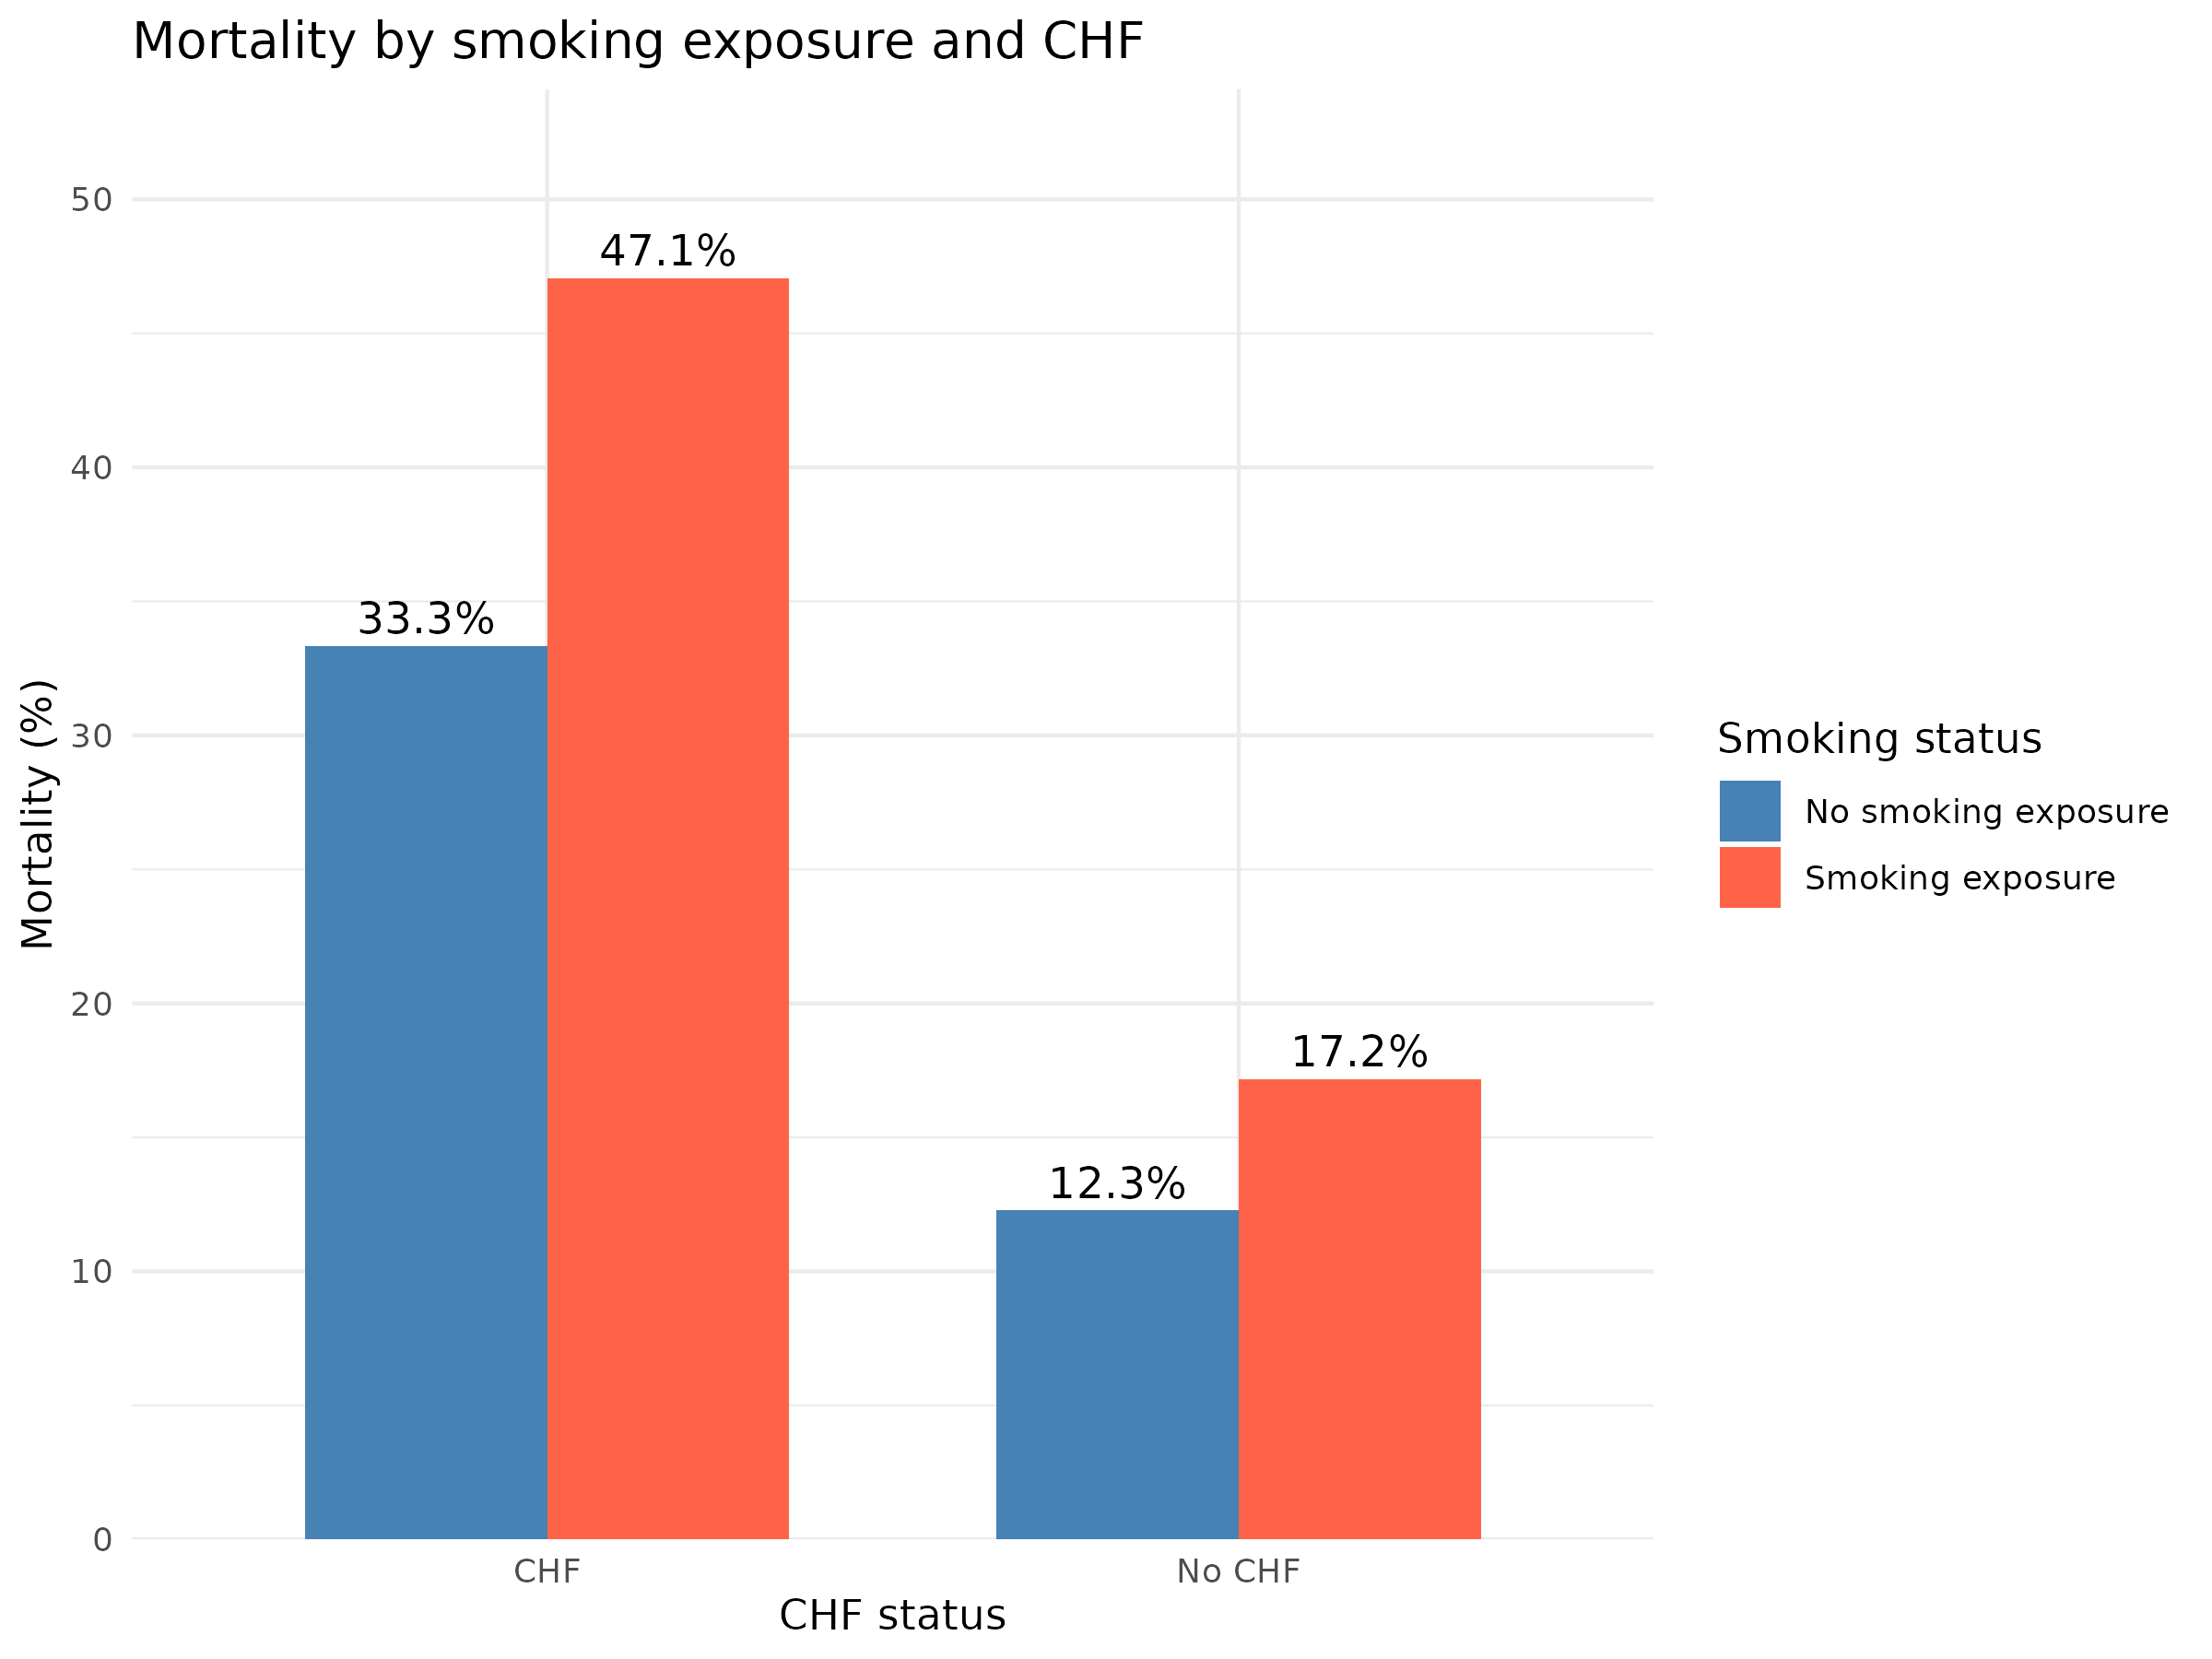 Mortality by smoking exposure and CHF
50
47.1%
40
33.3%
Mortality (%)
30
Smoking status
No smoking exposure
Smoking exposure
20
17.2%
12.3%
10
0
CHF
No CHF
CHF status